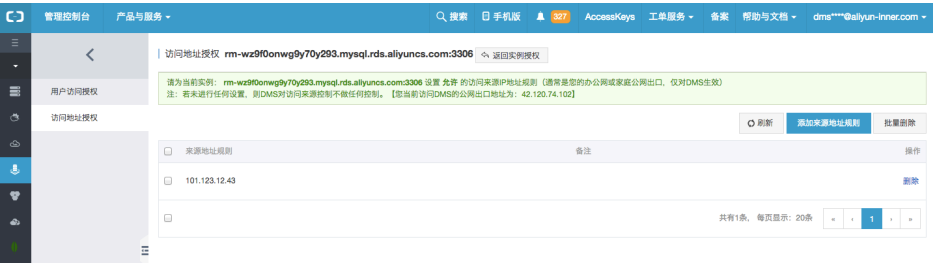 管理控制台 产品与服务 搜索 手机版 327 AccessKeys 工单服务 备案 帮助与文档 dms****@aliyun-inner.com
访问地址授权 rm-wz9f0onwg9y70y293.mysql.rds.aliyuncs.com:3306 返回实例授权
用户访问授权
访问地址授权
请为当前实例： rm-wz9f0onwg9y70y293.mysql.rds.aliyuncs.com:3306 设置 允许 的访问来源IP地址规则（通常是您的办公网或家庭公网出口，仅对DMS生效）
注：若未进行任何设置，则DMS对访问来源控制不做任何控制。【您当前访问DMS的公网出口地址为：42.120.74.102】
刷新 添加来源地址规则 批量删除
来源地址规则 备注 操作
101.123.12.43 删除
共有1条，每页显示：20条 « ‹ 1 › »